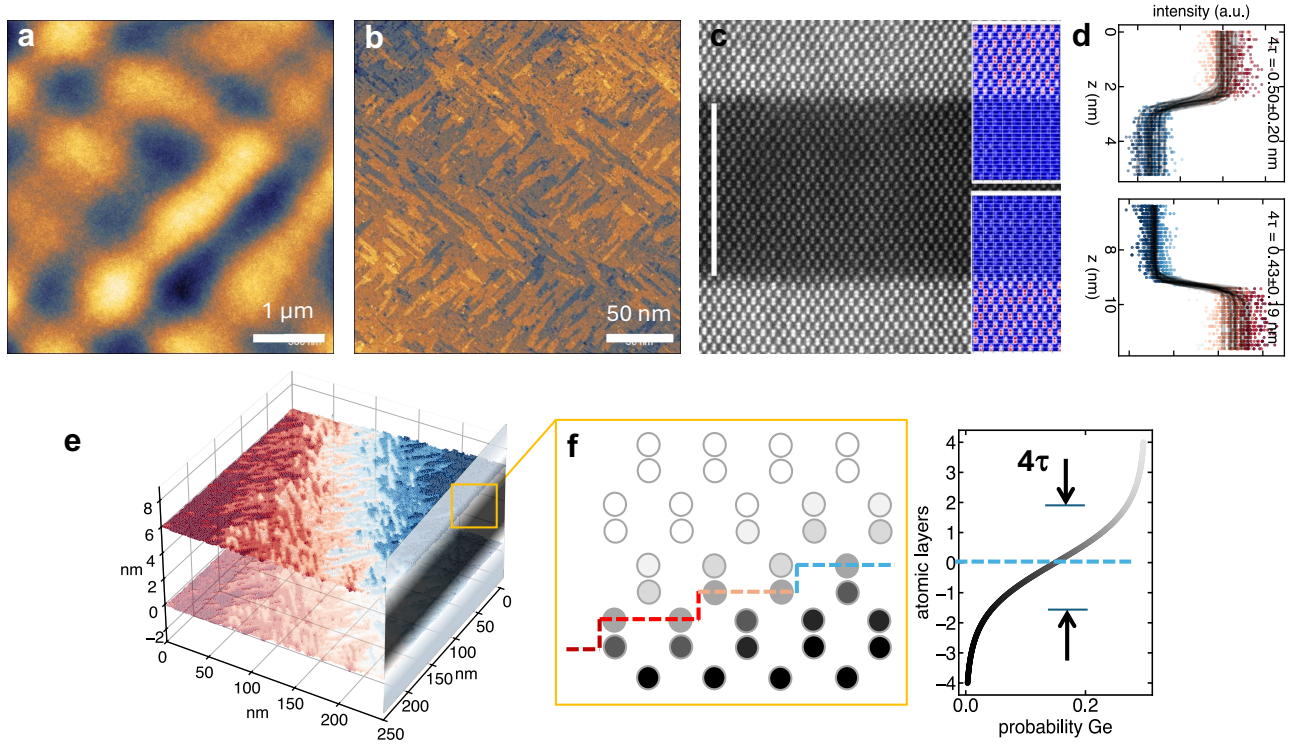 a
1 μm
b
50 nm
c
d
intensity (a.u.)
0
2
4
z (nm)
4τ = 0.50±0.20 nm
8
10
z (nm)
4τ = 0.43±0.19 nm
e
8
6
4
2
0
−2
nm
0
50
100
150
200
250
nm
0
50
100
150
200
nm
f
4τ
4
3
2
1
0
-1
-2
-3
-4
atomic layers
0.0
0.2
probability Ge